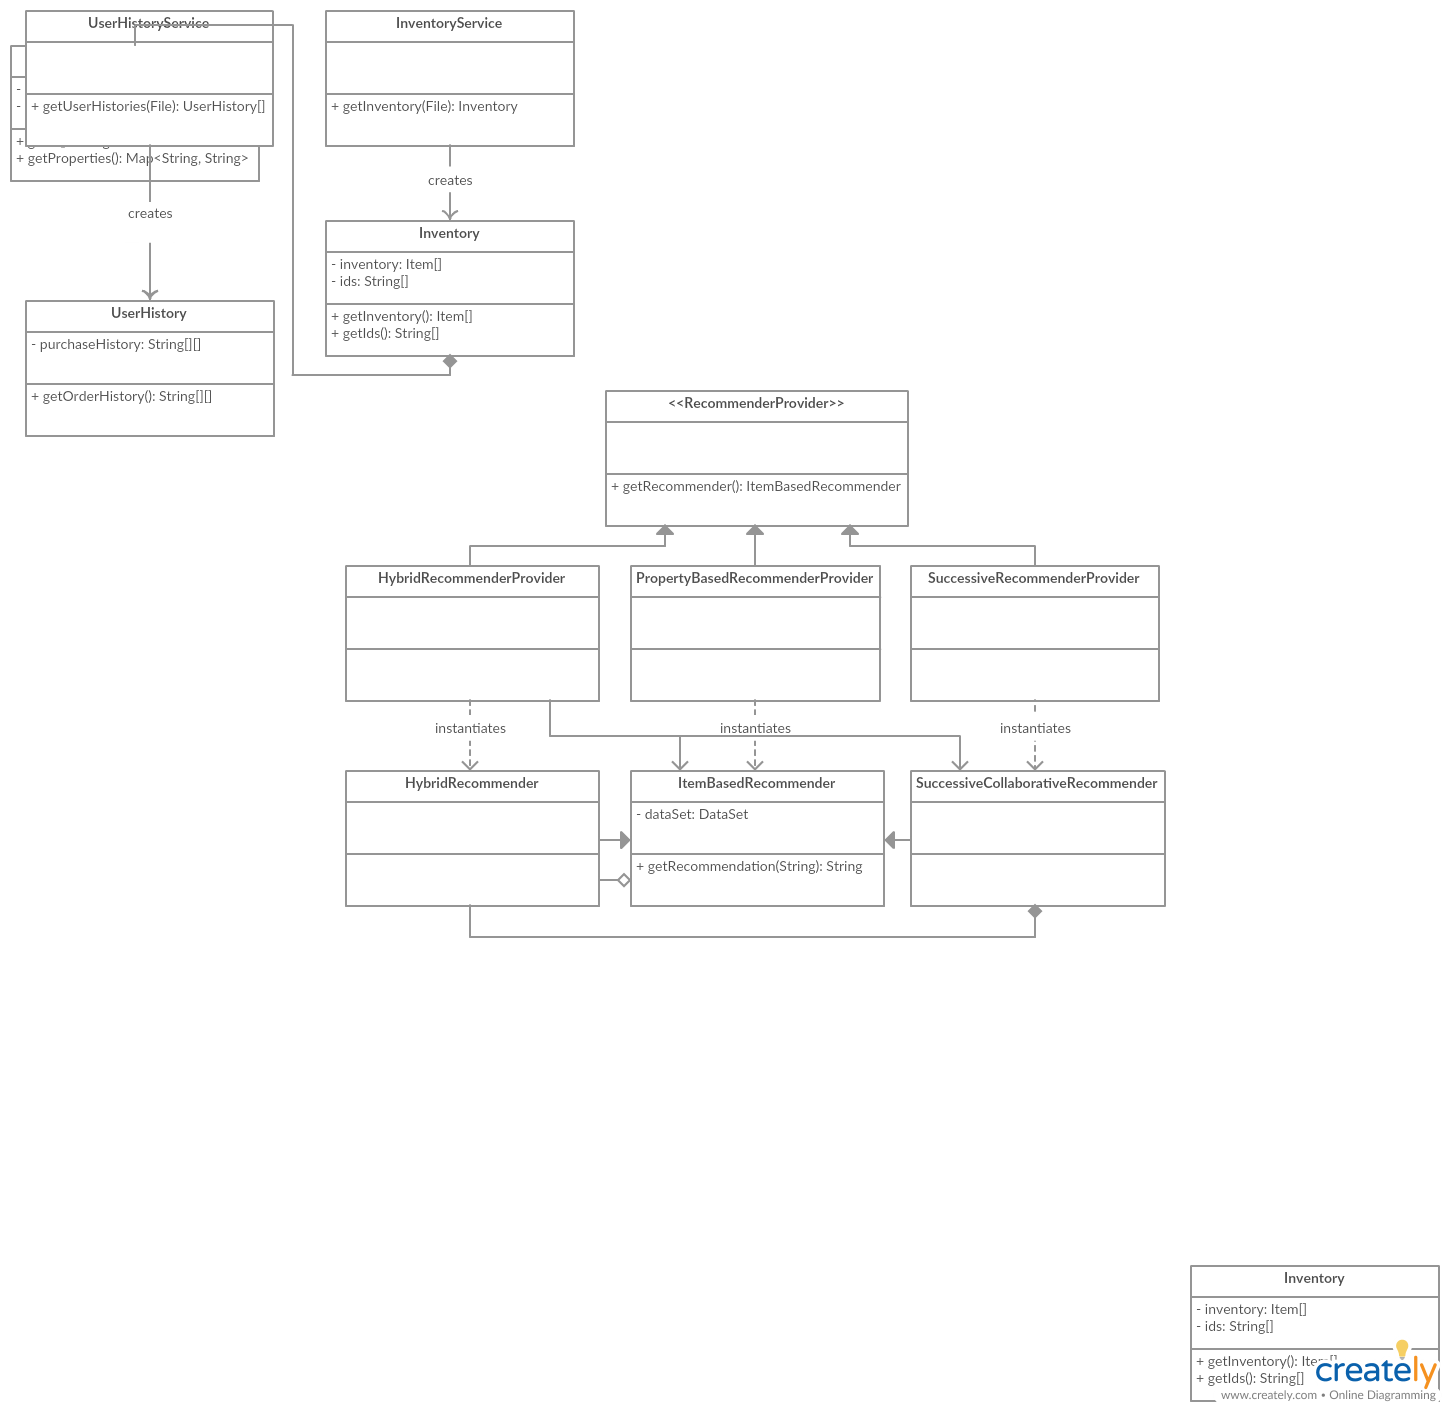 UserHistoryService
+ getUserHistories(File): UserHistory[]
-
-
+
+ getProperties(): Map<String, String>
creates
UserHistory
- purchaseHistory: String[][]
+ getOrderHistory(): String[][]
InventoryService
+ getInventory(File): Inventory
creates
Inventory
- inventory: Item[]
- ids: String[]
+ getInventory(): Item[]
+ getIds(): String[]
<<RecommenderProvider>>
+ getRecommender(): ItemBasedRecommender
HybridRecommenderProvider
PropertyBasedRecommenderProvider
SuccessiveRecommenderProvider
instantiates
instantiates
instantiates
HybridRecommender
ItemBasedRecommender
- dataSet: DataSet
+ getRecommendation(String): String
SuccessiveCollaborativeRecommender
Inventory
- inventory: Item[]
- ids: String[]
+ getInventory(): Item[]
+ getIds(): String[]
creately
www.creately.com • Online Diagramming